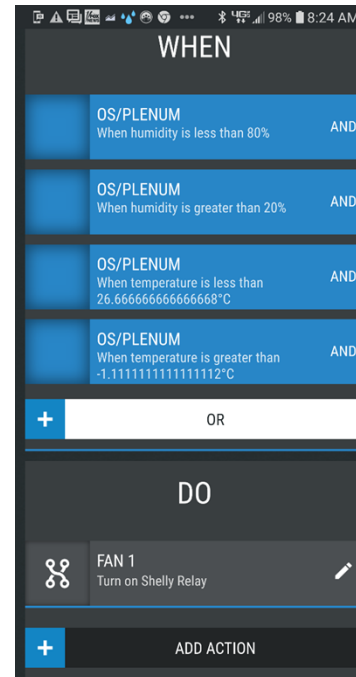 4G 98% 8:24 AM
WHEN
OS/PLENUM
When humidity is less than 80%
AND
OS/PLENUM
When humidity is greater than 20%
AND
OS/PLENUM
When temperature is less than
26.666666666666668°C
AND
OS/PLENUM
When temperature is greater than
-1.1111111111111112°C
AND
+ OR
DO
FAN 1
Turn on Shelly Relay
+ ADD ACTION